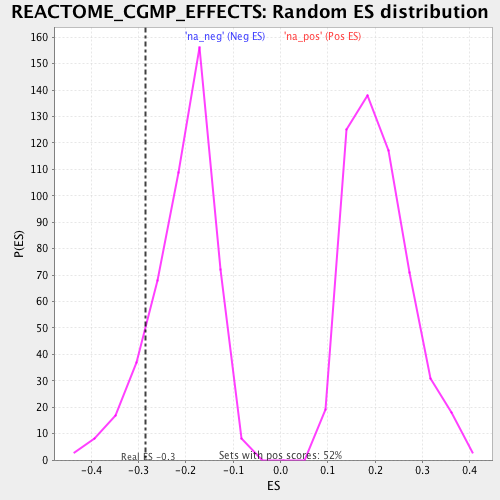 REACTOME_CGMP_EFFECTS: Random ES distribution
'na_neg' (Neg ES) 'na_pos' (Pos ES)
160
150
140
130
120
110
100
90
80
70
60
50
40
30
20
10
0
P(ES)
Real ES -0.3
Sets with pos scores: 52%
-0.4 -0.3 -0.2 -0.1 0.0 0.1 0.2 0.3 0.4
ES